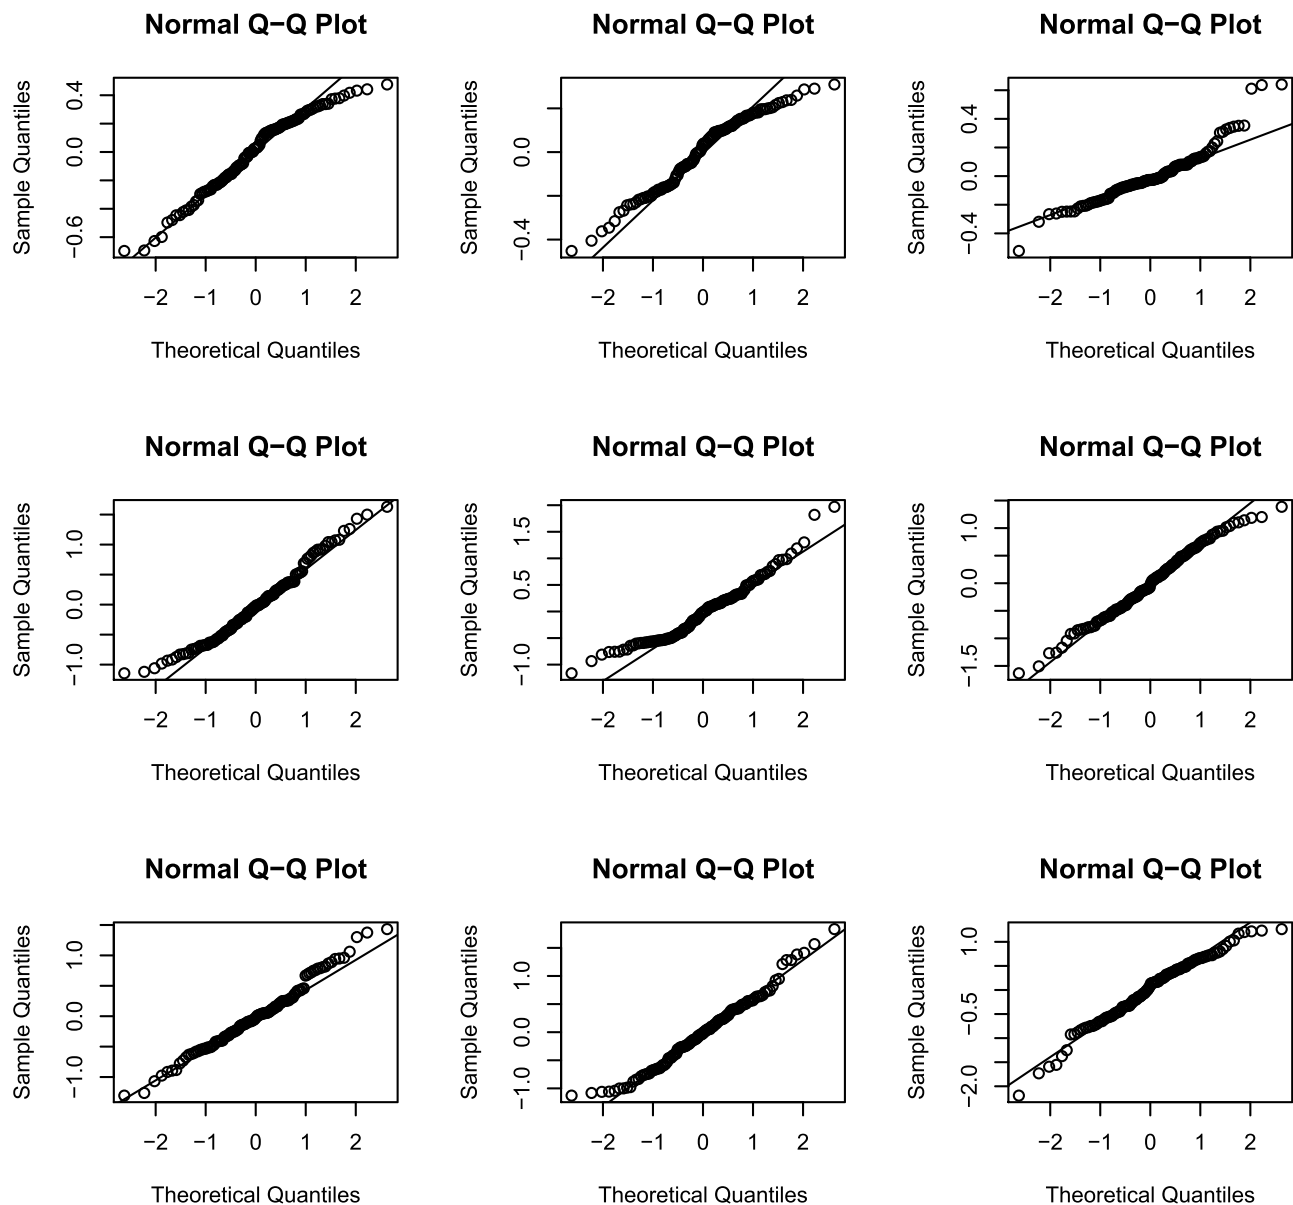 Normal Q−Q Plot
Sample Quantiles
0.4
0.0
−0.6
−2 −1 0 1 2
Theoretical Quantiles
Normal Q−Q Plot
Sample Quantiles
0.0
−0.4
−2 −1 0 1 2
Theoretical Quantiles
Normal Q−Q Plot
Sample Quantiles
0.4
0.0
−0.4
−2 −1 0 1 2
Theoretical Quantiles
Normal Q−Q Plot
Sample Quantiles
1.0
0.0
−1.0
−2 −1 0 1 2
Theoretical Quantiles
Normal Q−Q Plot
Sample Quantiles
1.5
0.5
−1.0
−2 −1 0 1 2
Theoretical Quantiles
Normal Q−Q Plot
Sample Quantiles
1.0
0.0
−1.5
−2 −1 0 1 2
Theoretical Quantiles
Normal Q−Q Plot
Sample Quantiles
1.0
0.0
−1.0
−2 −1 0 1 2
Theoretical Quantiles
Normal Q−Q Plot
Sample Quantiles
1.0
0.0
−1.0
−2 −1 0 1 2
Theoretical Quantiles
Normal Q−Q Plot
Sample Quantiles
1.0
−0.5
−2.0
−2 −1 0 1 2
Theoretical Quantiles